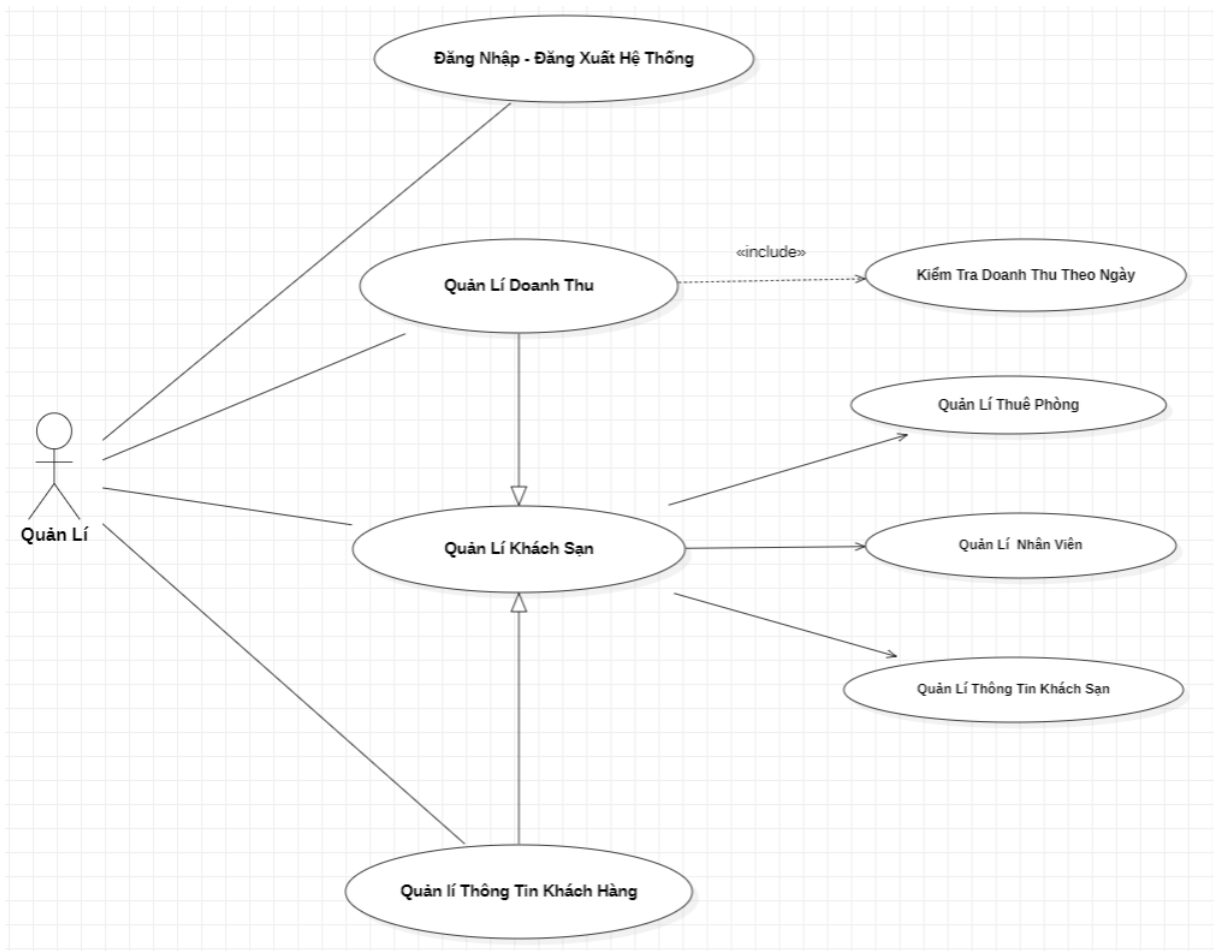 Đăng Nhập - Đăng Xuất Hệ Thống
Quản Lí Doanh Thu
«include»
Kiểm Tra Doanh Thu Theo Ngày
Quản Lí Thuê Phòng
Quản Lí
Quản Lí Khách Sạn
Quản Lí  Nhân Viên
Quản Lí Thông Tin Khách Sạn
Quản lí Thông Tin Khách Hàng